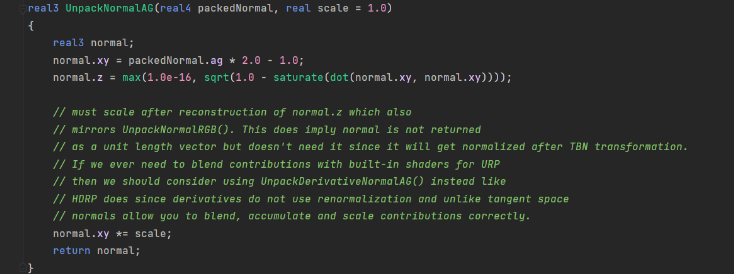 real3 UnpackNormalAG(real4 packedNormal, real scale = 1.0)
{
    real3 normal;
    normal.xy = packedNormal.ag * 2.0 - 1.0;
    normal.z = max(1.0e-16, sqrt(1.0 - saturate(dot(normal.xy, normal.xy))));

    // must scale after reconstruction of normal.z which also
    // mirrors UnpackNormalRGB(). This does imply normal is not returned
    // as a unit length vector but doesn't need it since it will get normalized after TBN transformation.
    // If we ever need to blend contributions with built-in shaders for URP
    // then we should consider using UnpackDerivativeNormalAG() instead like
    // HDRP does since derivatives do not use renormalization and unlike tangent space
    // normals allow you to blend, accumulate and scale contributions correctly.
    normal.xy *= scale;
    return normal;
}